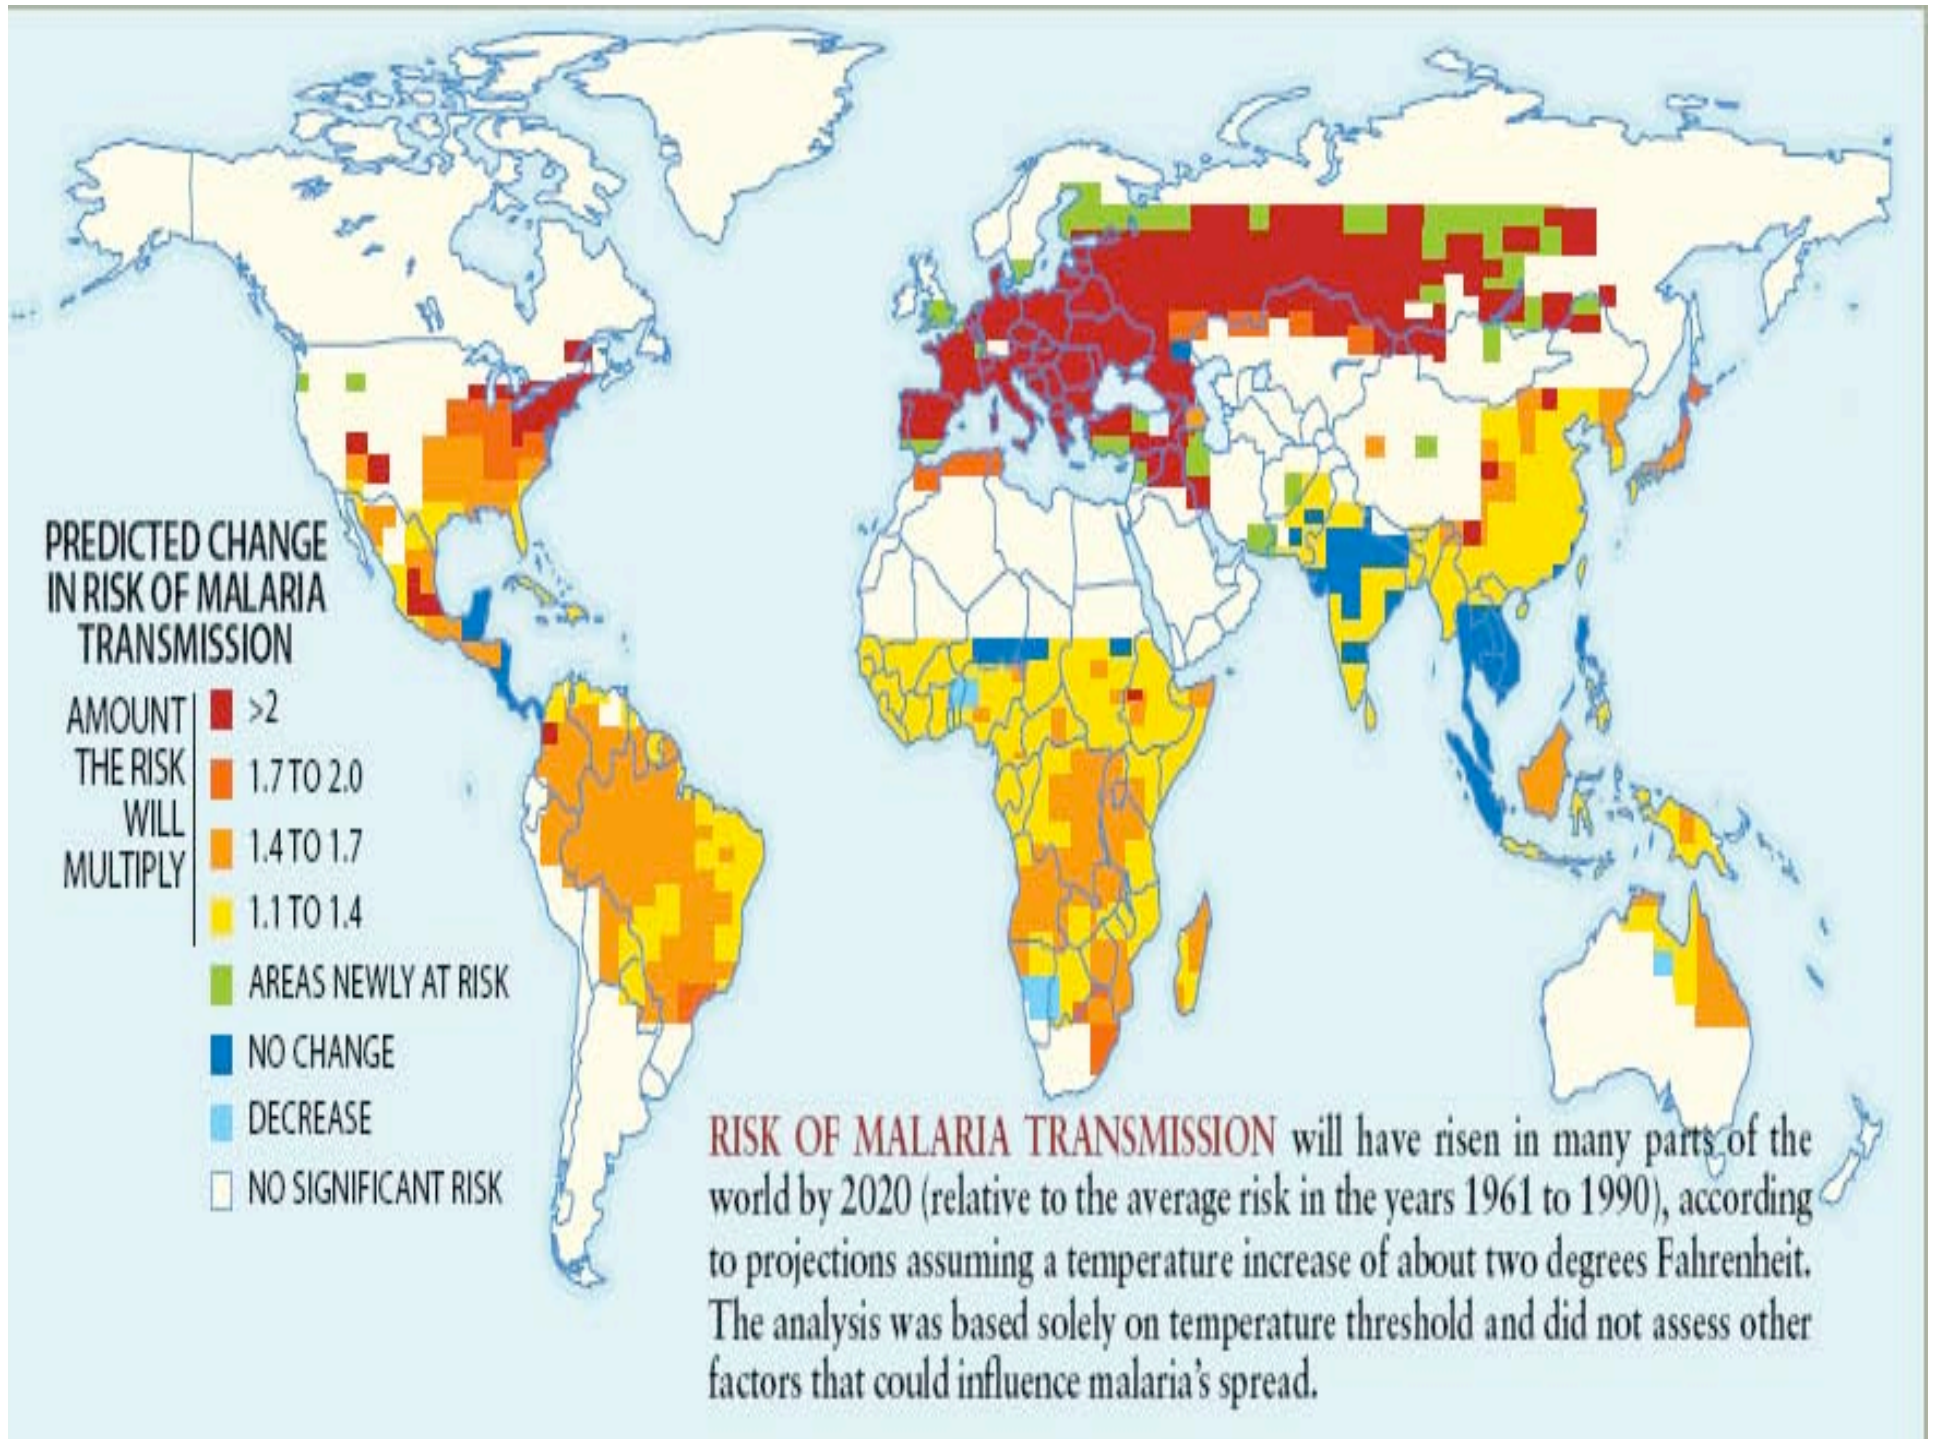 PREDICTED CHANGE
IN RISK OF MALARIA
TRANSMISSION
AMOUNT
THE RISK
WILL
MULTIPLY
>2
1.7 TO 2.0
1.4 TO 1.7
1.1 TO 1.4
AREAS NEWLY AT RISK
NO CHANGE
DECREASE
NO SIGNIFICANT RISK
RISK OF MALARIA TRANSMISSION will have risen in many parts of the
world by 2020 (relative to the average risk in the years 1961 to 1990), according
to projections assuming a temperature increase of about two degrees Fahrenheit.
The analysis was based solely on temperature threshold and did not assess other
factors that could influence malaria's spread.